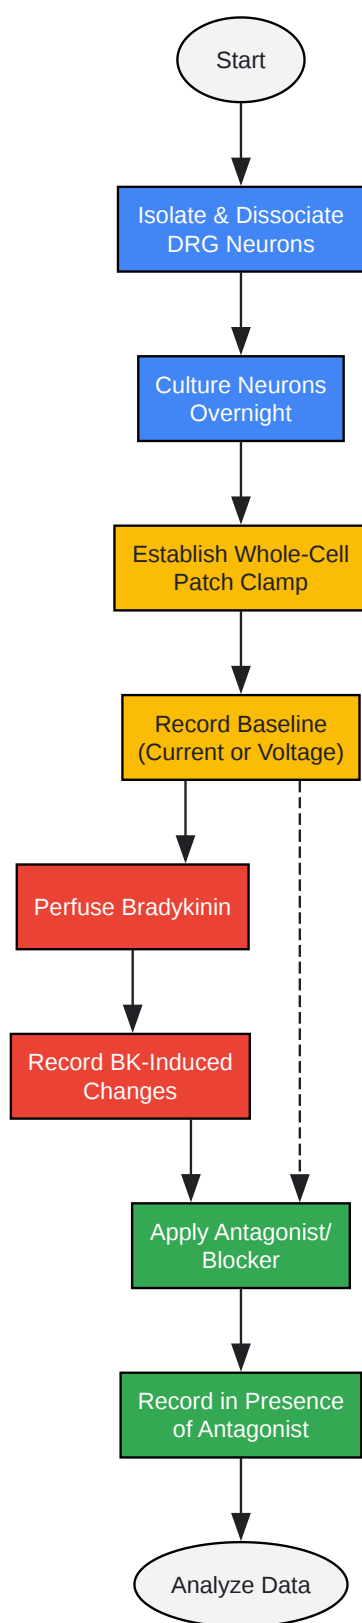 Start
Isolate & Dissociate
DRG Neurons
Culture Neurons
Overnight
Establish Whole-Cell
Patch Clamp
Record Baseline
(Current or Voltage)
Perfuse Bradykinin
Record BK-Induced
Changes
Apply Antagonist/
Blocker
Record in Presence
of Antagonist
Analyze Data